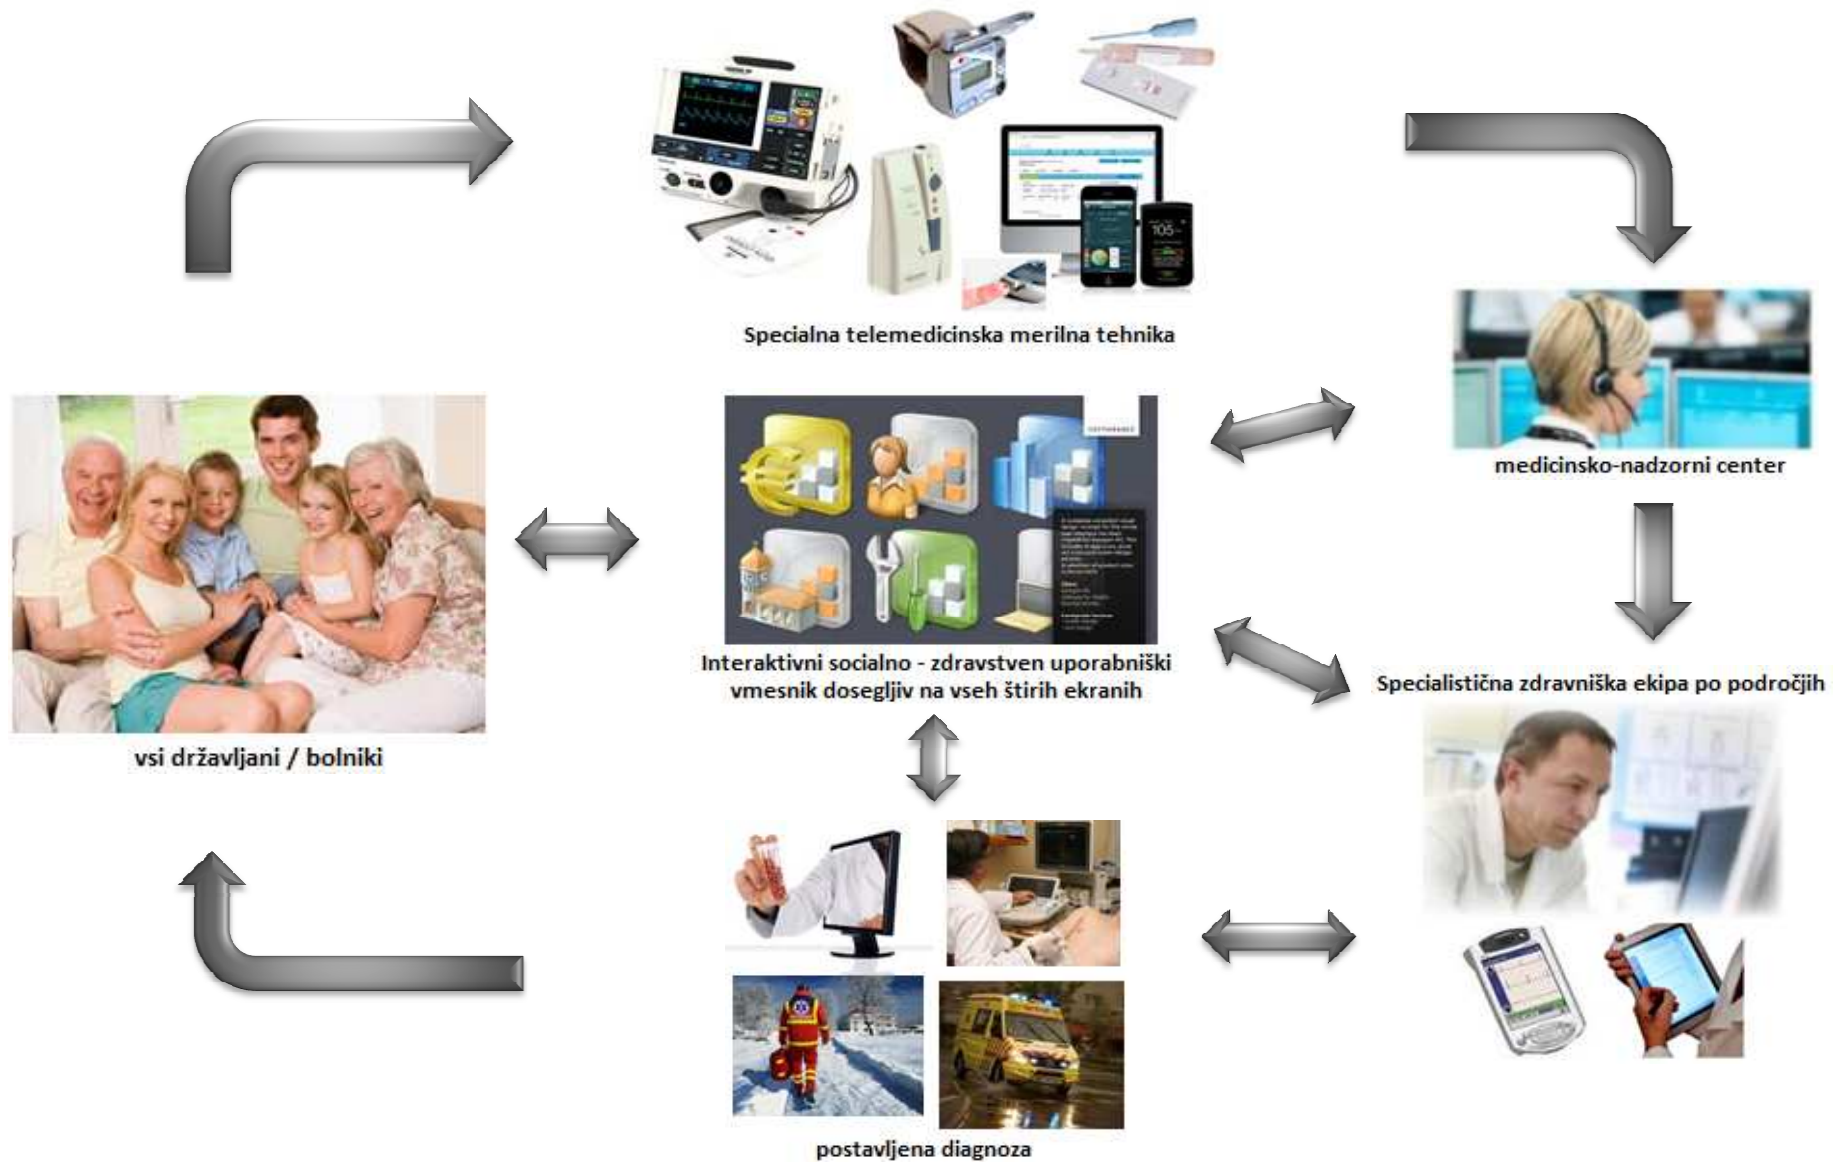 Specialna telemedicinska merilna tehnika
105
medicinsko-nadzorni center
Interaktivni socialno - zdravstven uporabniški
vmesnik dosegljiv na vseh štirih ekranih
Specialistična zdravniška ekipa po področjih
vsi državljani / bolniki
postavljena diagnoza